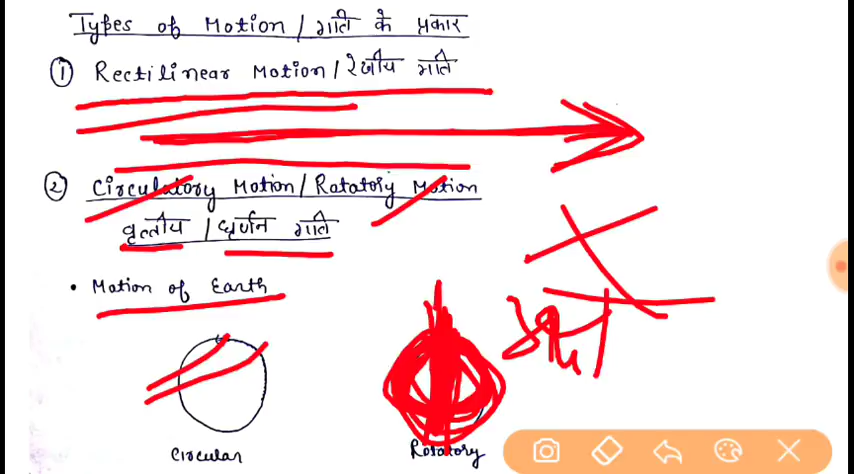 Types of Motion / गति के प्रकार
① Rectilinear Motion / रेखीय गति
② Circulatory Motion / Rotatory Motion
वृत्तीय / घूर्णन गति
• Motion of Earth
Circular
Rotatory